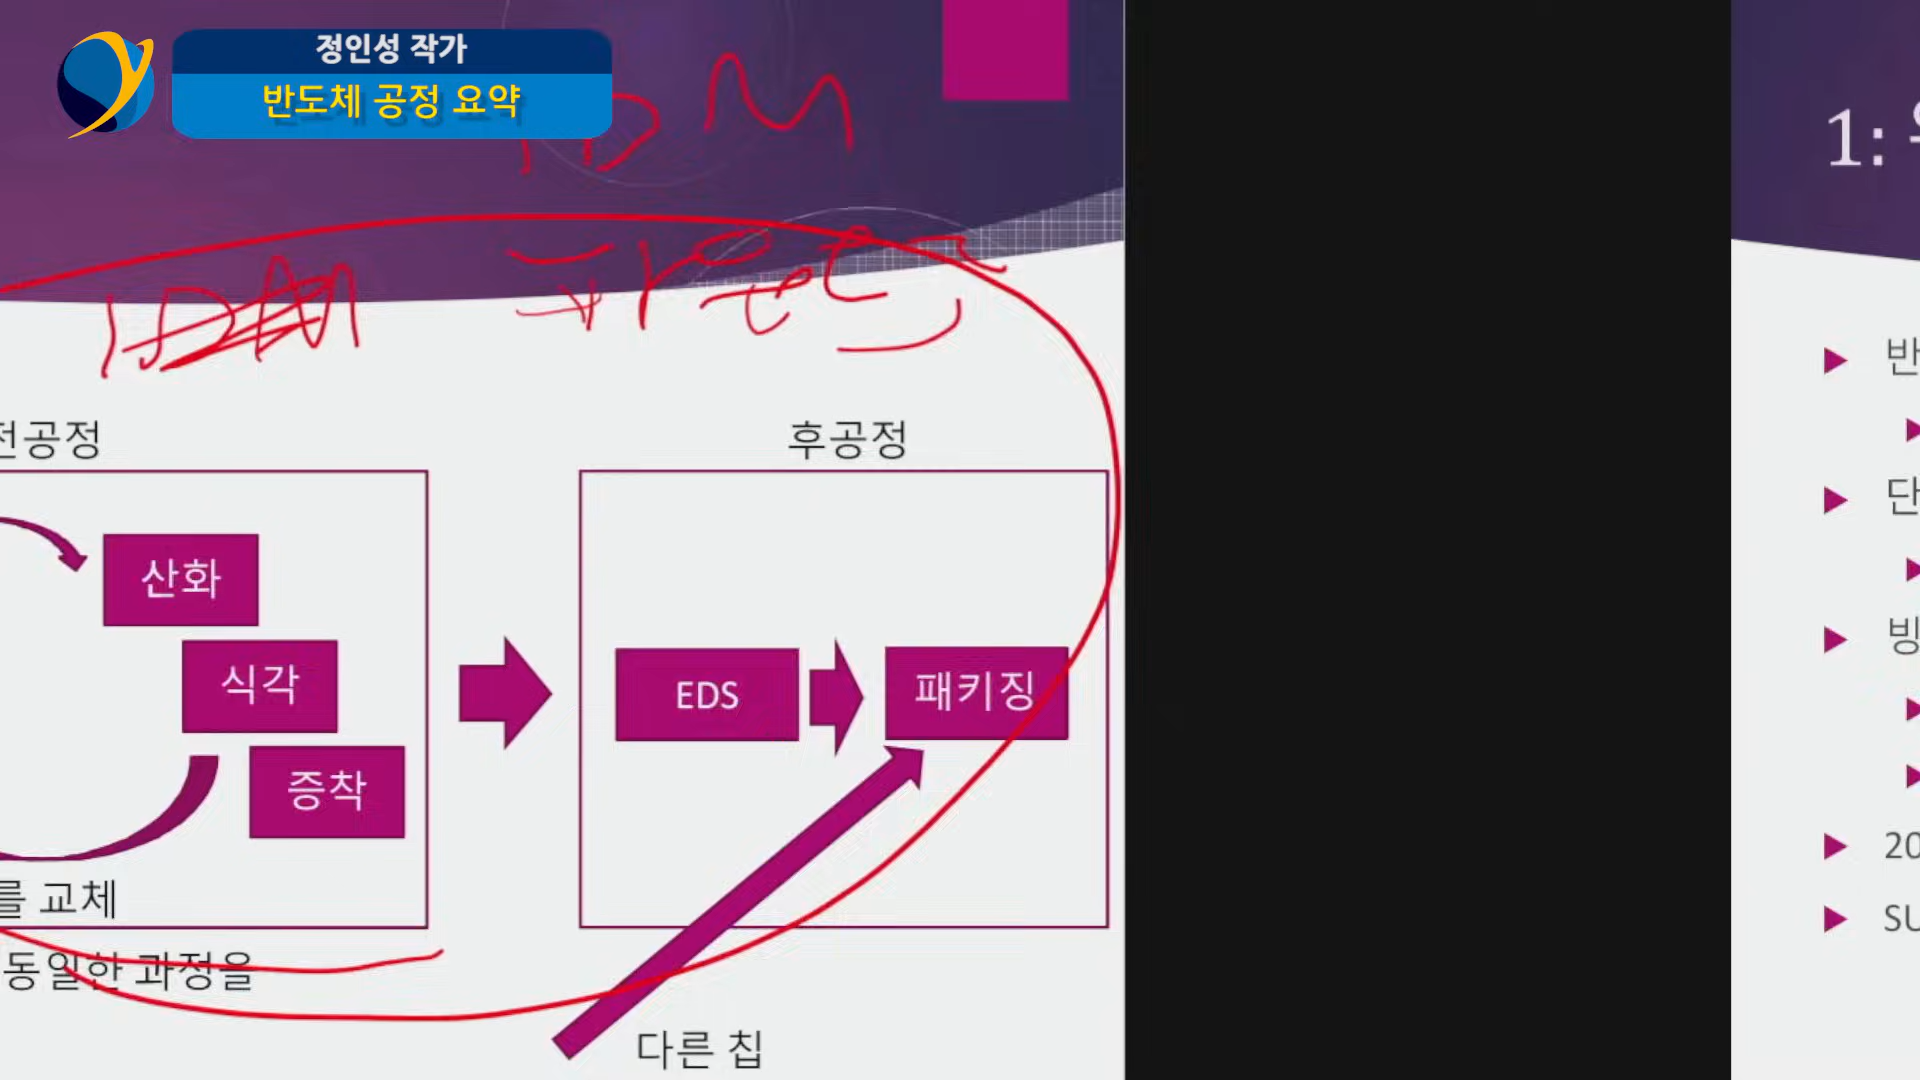 정인성 작가
반도체 공정 요약
IDM
IDM
파운드리
전공정
후공정
산화
식각
증착
EDS
패키징
를 교체
동일한 과정을
다른 칩
1:
반
단
빙
20
SU